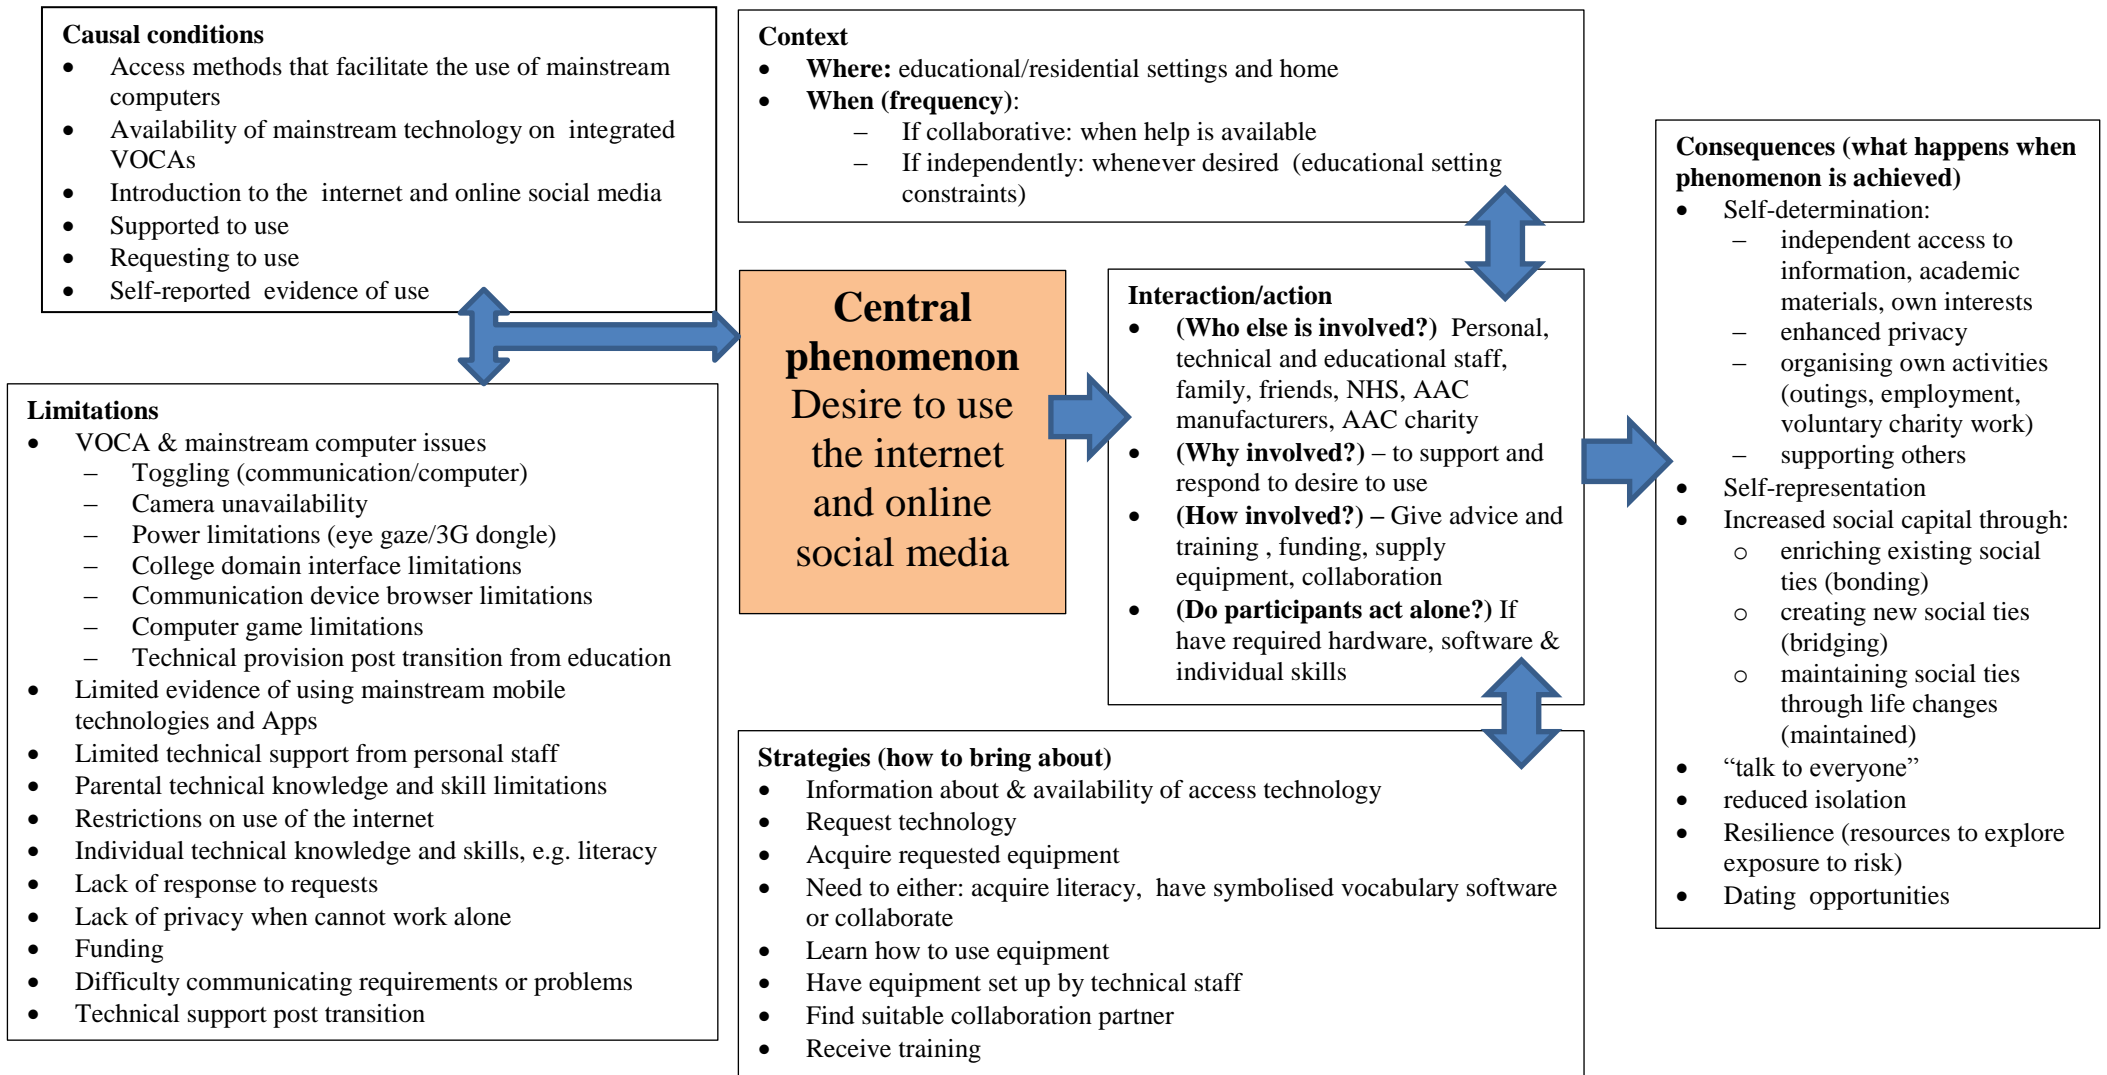 Causal conditions
• Access methods that facilitate the use of mainstream
computers
• Availability of mainstream technology on integrated
VOCAs
• Introduction to the internet and online social media
• Supported to use
• Requesting to use
• Self-reported evidence of use
Limitations
• VOCA & mainstream computer issues
– Toggling (communication/computer)
– Camera unavailability
– Power limitations (eye gaze/3G dongle)
– College domain interface limitations
– Communication device browser limitations
– Computer game limitations
– Technical provision post transition from education
• Limited evidence of using mainstream mobile
technologies and Apps
• Limited technical support from personal staff
• Parental technical knowledge and skill limitations
• Restrictions on use of the internet
• Individual technical knowledge and skills, e.g. literacy
• Lack of response to requests
• Lack of privacy when cannot work alone
• Funding
• Difficulty communicating requirements or problems
• Technical support post transition
Context
• Where: educational/residential settings and home
• When (frequency):
– If collaborative: when help is available
– If independently: whenever desired (educational setting
constraints)
Central
phenomenon
Desire to use
the internet
and online
social media
Interaction/action
• (Who else is involved?) Personal,
technical and educational staff,
family, friends, NHS, AAC
manufacturers, AAC charity
• (Why involved?) – to support and
respond to desire to use
• (How involved?) – Give advice and
training , funding, supply
equipment, collaboration
• (Do participants act alone?) If
have required hardware, software &
individual skills
Strategies (how to bring about)
• Information about & availability of access technology
• Request technology
• Acquire requested equipment
• Need to either: acquire literacy, have symbolised vocabulary software
or collaborate
• Learn how to use equipment
• Have equipment set up by technical staff
• Find suitable collaboration partner
• Receive training
Consequences (what happens when
phenomenon is achieved)
• Self-determination:
– independent access to
information, academic
materials, own interests
– enhanced privacy
– organising own activities
(outings, employment,
voluntary charity work)
– supporting others
• Self-representation
• Increased social capital through:
o enriching existing social
ties (bonding)
o creating new social ties
(bridging)
o maintaining social ties
through life changes
(maintained)
• “talk to everyone”
• reduced isolation
• Resilience (resources to explore
exposure to risk)
• Dating opportunities